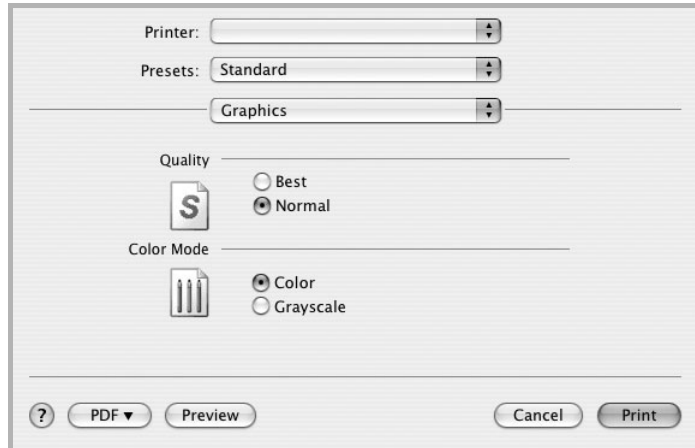 Printer:
Presets: Standard
Graphics
Quality
Best
S
Normal
Color Mode
Color
Grayscale
? PDF▼ Preview Cancel Print